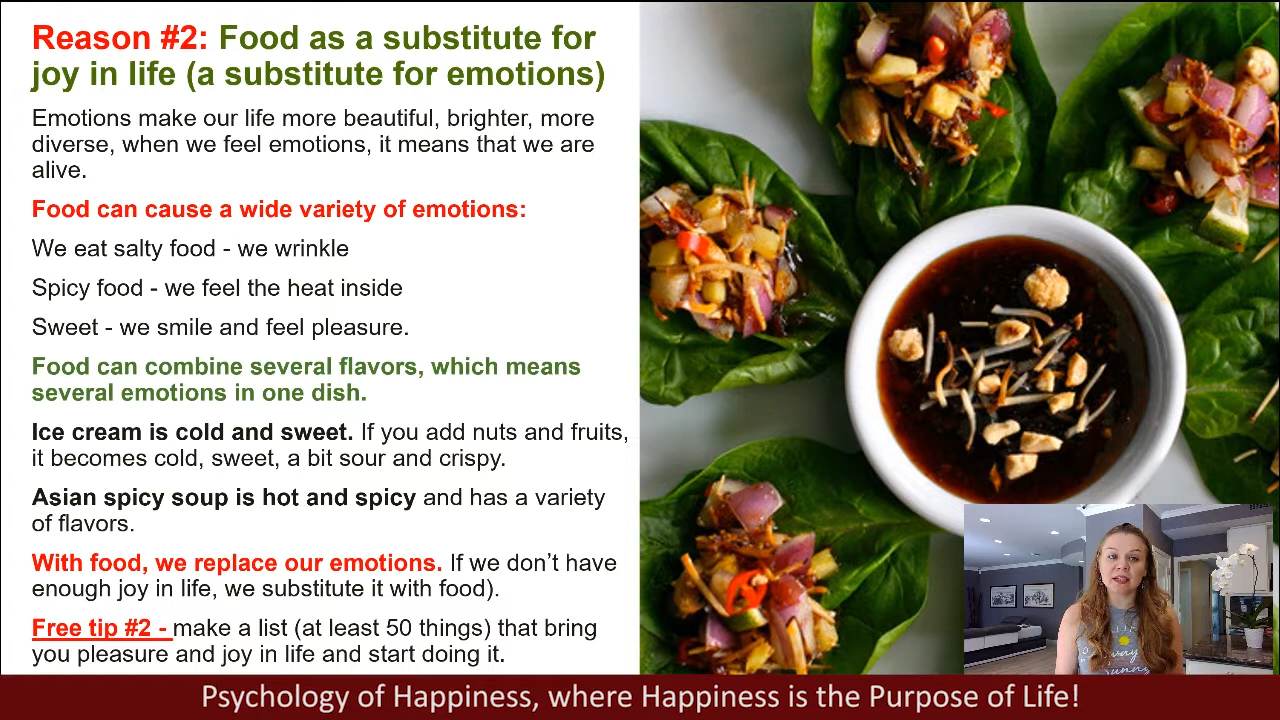 Reason #2: Food as a substitute for
joy in life (a substitute for emotions)
Emotions make our life more beautiful, brighter, more
diverse, when we feel emotions, it means that we are
alive.
Food can cause a wide variety of emotions:
We eat salty food - we wrinkle
Spicy food - we feel the heat inside
Sweet - we smile and feel pleasure.
Food can combine several flavors, which means
several emotions in one dish.
Ice cream is cold and sweet. If you add nuts and fruits,
it becomes cold, sweet, a bit sour and crispy.
Asian spicy soup is hot and spicy and has a variety
of flavors.
With food, we replace our emotions. If we don’t have
enough joy in life, we substitute it with food).
Free tip #2 - make a list (at least 50 things) that bring
you pleasure and joy in life and start doing it.
Psychology of Happiness, where Happiness is the Purpose of Life!